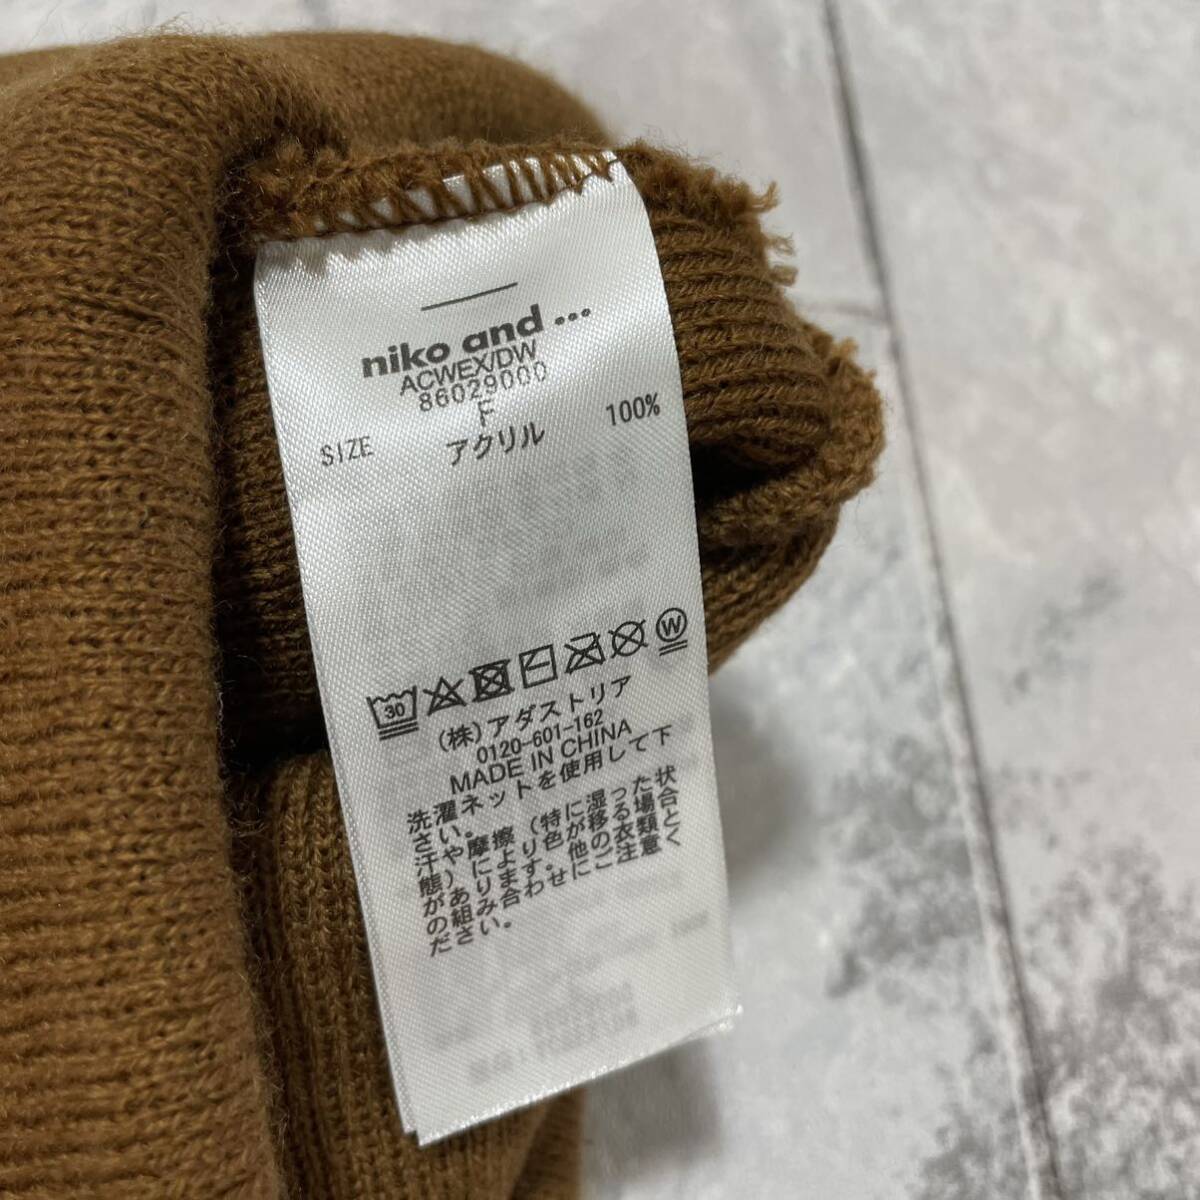 niko and ...
ACWEX/DW
86029000
SIZE F
アクリル 100%
30 W
(株)アダストリア
0120-601-162
MADE IN CHINA
洗濯ネットを使用して下
さい。
汗や摩擦(特に湿った状
態)により色が移る場合
があります。他の衣類と
の組み合わせにご注意く
ださい。